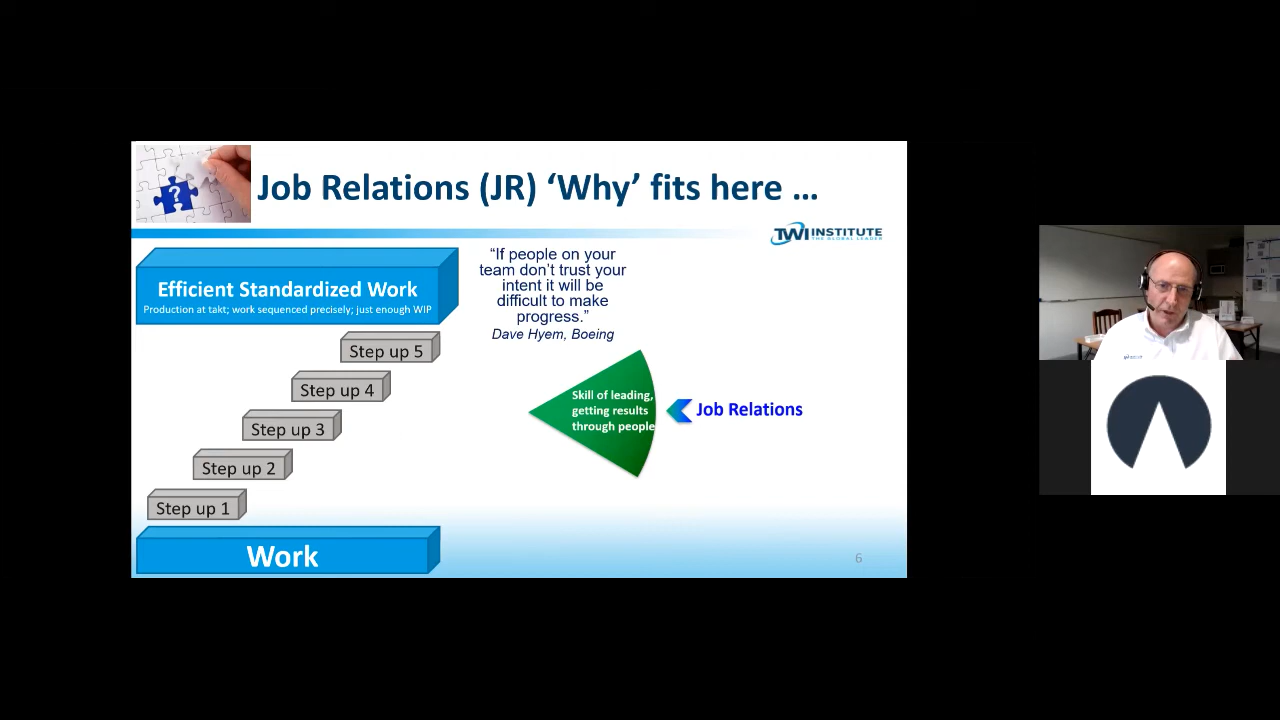 Job Relations (JR) ‘Why’ fits here ...
TWI INSTITUTE
THE GLOBAL LEADER
Efficient Standardized Work
Production at takt; work sequenced precisely; just enough WIP
“If people on your
team don’t trust your
intent it will be
difficult to make
progress.”
Dave Hyem, Boeing
Step up 5
Step up 4
Step up 3
Step up 2
Step up 1
Work
Skill of leading,
getting results
through people
Job Relations
?
6